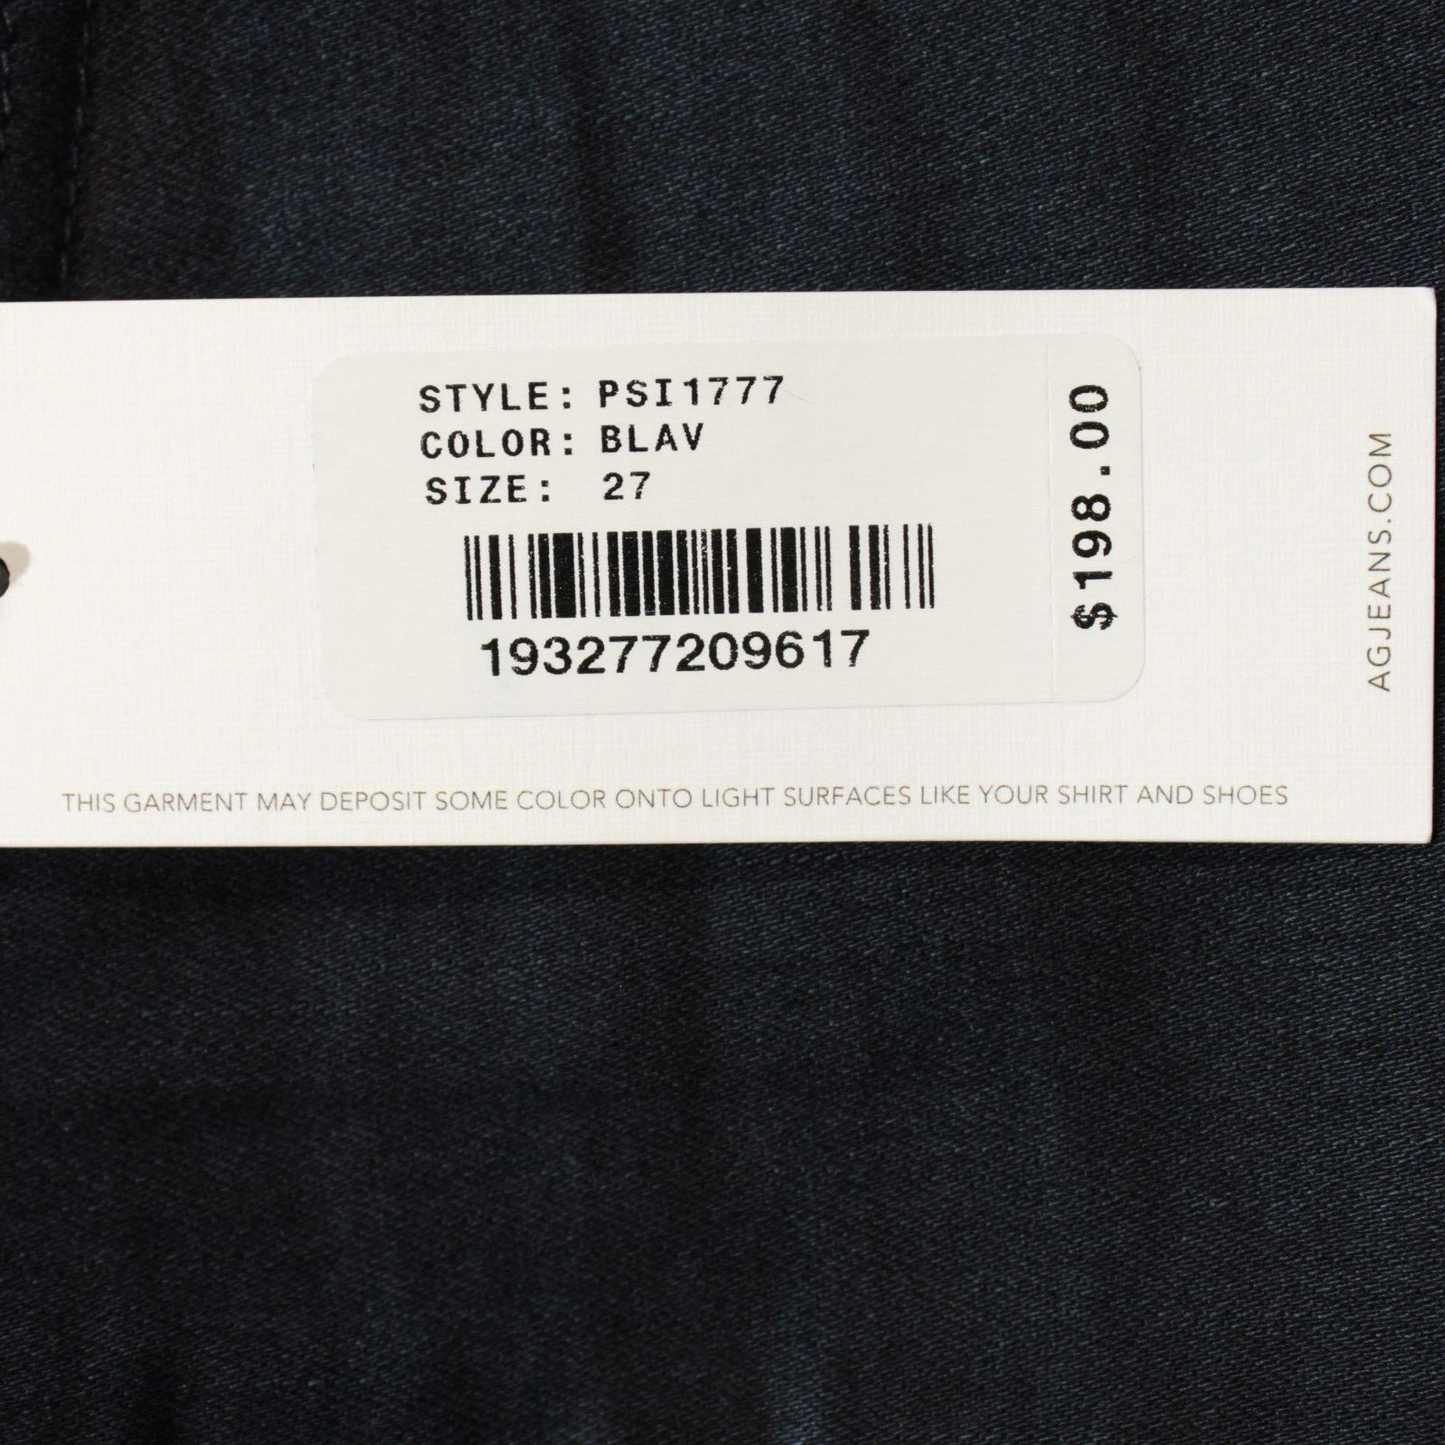 STYLE: PSI1777
COLOR: BLAV
SIZE: 27
193277209617
$198.00
AGJEANS.COM
THIS GARMENT MAY DEPOSIT SOME COLOR ONTO LIGHT SURFACES LIKE YOUR SHIRT AND SHOES